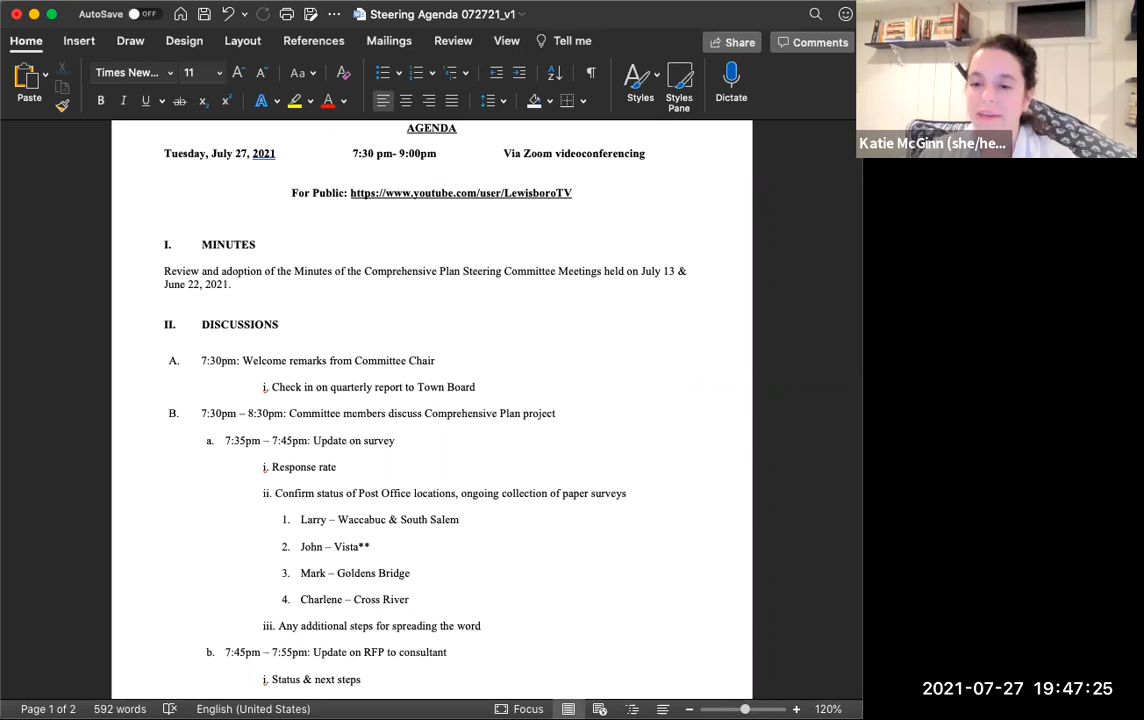 AutoSave OFF Steering Agenda 072721_v1
Home Insert Draw Design Layout References Mailings Review View Tell me Share Comments
Paste Times New... 11 Aa Styles Styles Pane Dictate
B I U ab x₂ x² A A
AGENDA
Tuesday, July 27, 2021 7:30 pm- 9:00pm Via Zoom videoconferencing
For Public: https://www.youtube.com/user/LewisboroTV
I. MINUTES
Review and adoption of the Minutes of the Comprehensive Plan Steering Committee Meetings held on July 13 &
June 22, 2021.
II. DISCUSSIONS
A. 7:30pm: Welcome remarks from Committee Chair
i. Check in on quarterly report to Town Board
B. 7:30pm – 8:30pm: Committee members discuss Comprehensive Plan project
a. 7:35pm – 7:45pm: Update on survey
i. Response rate
ii. Confirm status of Post Office locations, ongoing collection of paper surveys
1. Larry – Waccabuc & South Salem
2. John – Vista**
3. Mark – Goldens Bridge
4. Charlene – Cross River
iii. Any additional steps for spreading the word
b. 7:45pm – 7:55pm: Update on RFP to consultant
i. Status & next steps
Page 1 of 2 592 words English (United States) Focus 120%
Katie McGinn (she/he...
2021-07-27 19:47:25